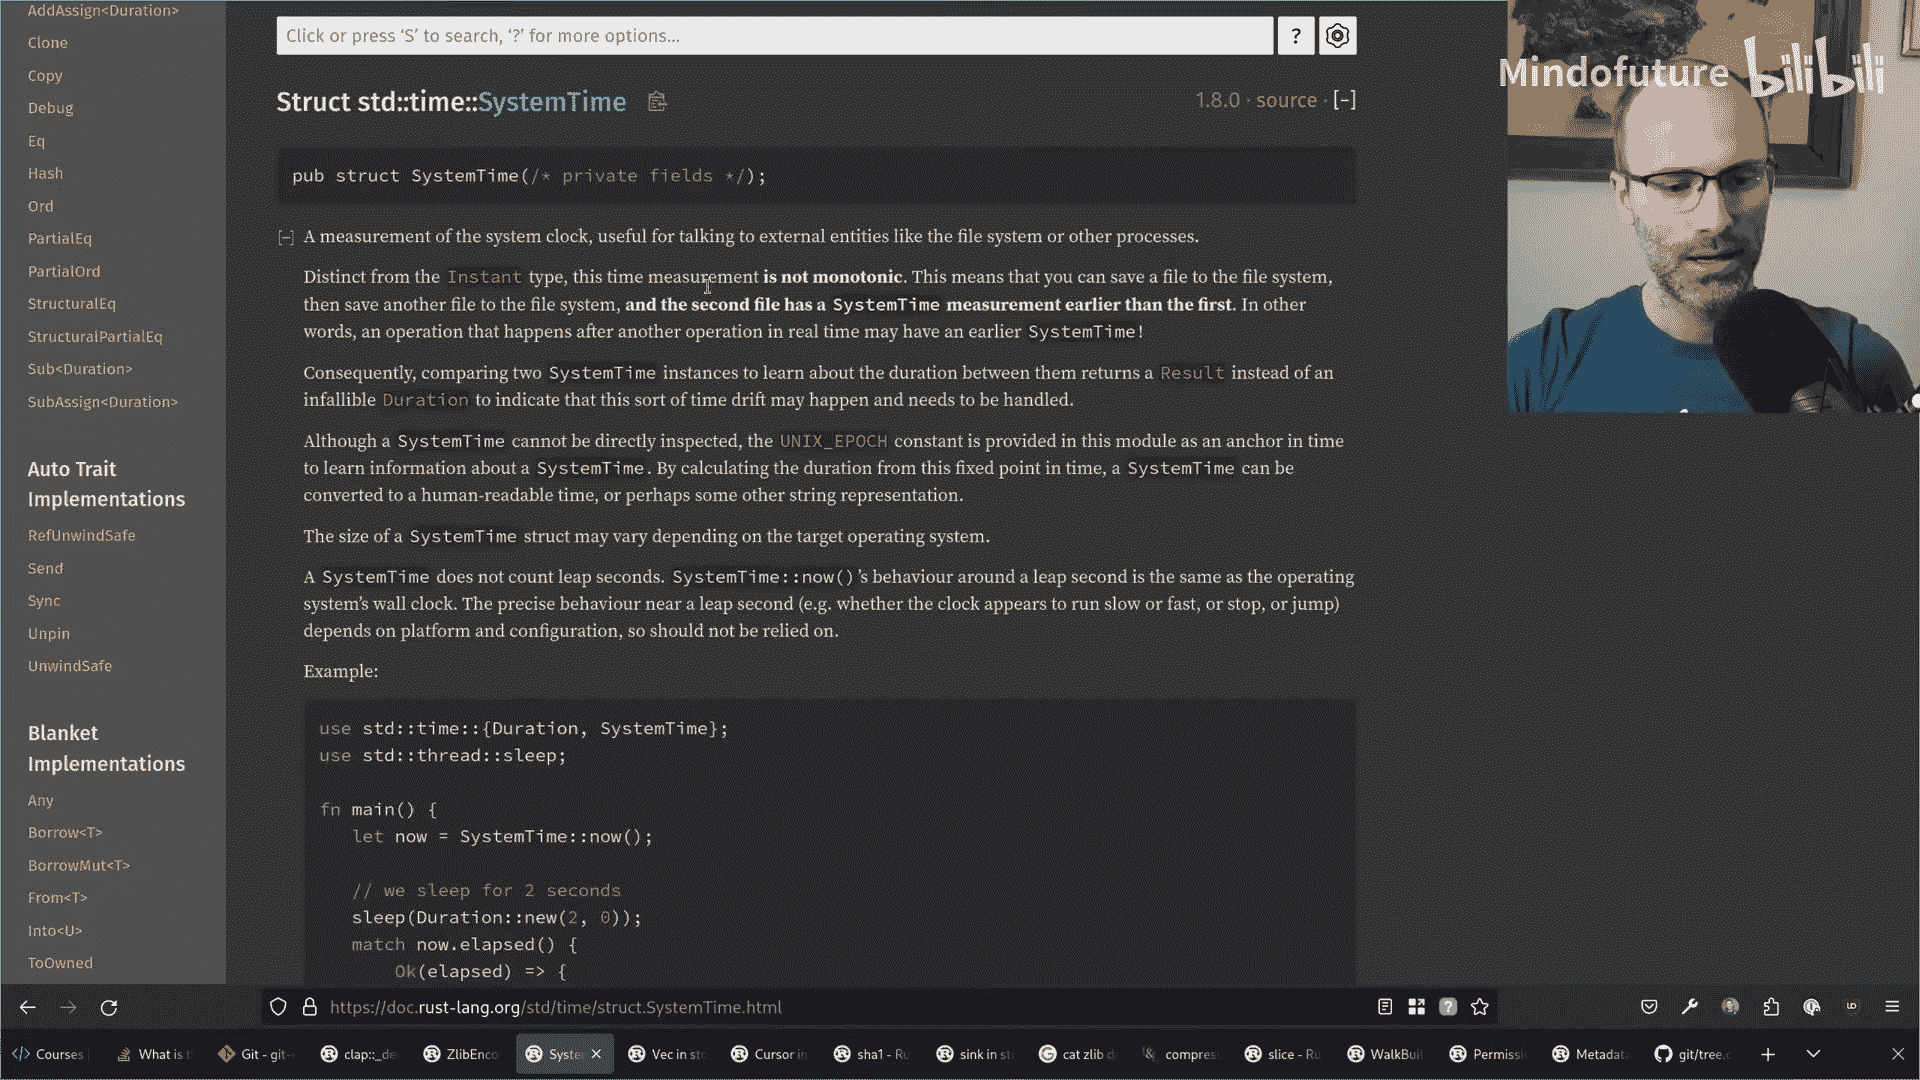 AddAssign<Duration>
Clone
Copy
Debug
Eq
Hash
Ord
PartialEq
PartialOrd
StructuralEq
StructuralPartialEq
Sub<Duration>
SubAssign<Duration>
Auto Trait
Implementations
RefUnwindSafe
Send
Sync
Unpin
UnwindSafe
Blanket
Implementations
Any
Borrow<T>
BorrowMut<T>
From<T>
Into<U>
ToOwned
Click or press ‘S’ to search, ‘?’ for more options…
?
Struct std::time::SystemTime
1.8.0 · source · [-]
pub struct SystemTime(/* private fields */);
[-] A measurement of the system clock, useful for talking to external entities like the file system or other processes.
Distinct from the Instant type, this time measurement is not monotonic. This means that you can save a file to the file system,
then save another file to the file system, and the second file has a SystemTime measurement earlier than the first. In other
words, an operation that happens after another operation in real time may have an earlier SystemTime!
Consequently, comparing two SystemTime instances to learn about the duration between them returns a Result instead of an
infallible Duration to indicate that this sort of time drift may happen and needs to be handled.
Although a SystemTime cannot be directly inspected, the UNIX_EPOCH constant is provided in this module as an anchor in time
to learn information about a SystemTime. By calculating the duration from this fixed point in time, a SystemTime can be
converted to a human-readable time, or perhaps some other string representation.
The size of a SystemTime struct may vary depending on the target operating system.
A SystemTime does not count leap seconds. SystemTime::now()’s behaviour around a leap second is the same as the operating
system’s wall clock. The precise behaviour near a leap second (e.g. whether the clock appears to run slow or fast, or stop, or jump)
depends on platform and configuration, so should not be relied on.
Example:
use std::time::{Duration, SystemTime};
use std::thread::sleep;
fn main() {
let now = SystemTime::now();
// we sleep for 2 seconds
sleep(Duration::new(2, 0));
match now.elapsed() {
Ok(elapsed) => {
Mindofuture bilibili
https://doc.rust-lang.org/std/time/struct.SystemTime.html
Courses
What is t
Git - git-
clap::_de
ZlibEnco
Syste
Vec in st
Cursor in
sha1 - Ru
sink in st
cat zlib d
compres
slice - Ru
WalkBuil
Permissi
Metadat
git/tree.c